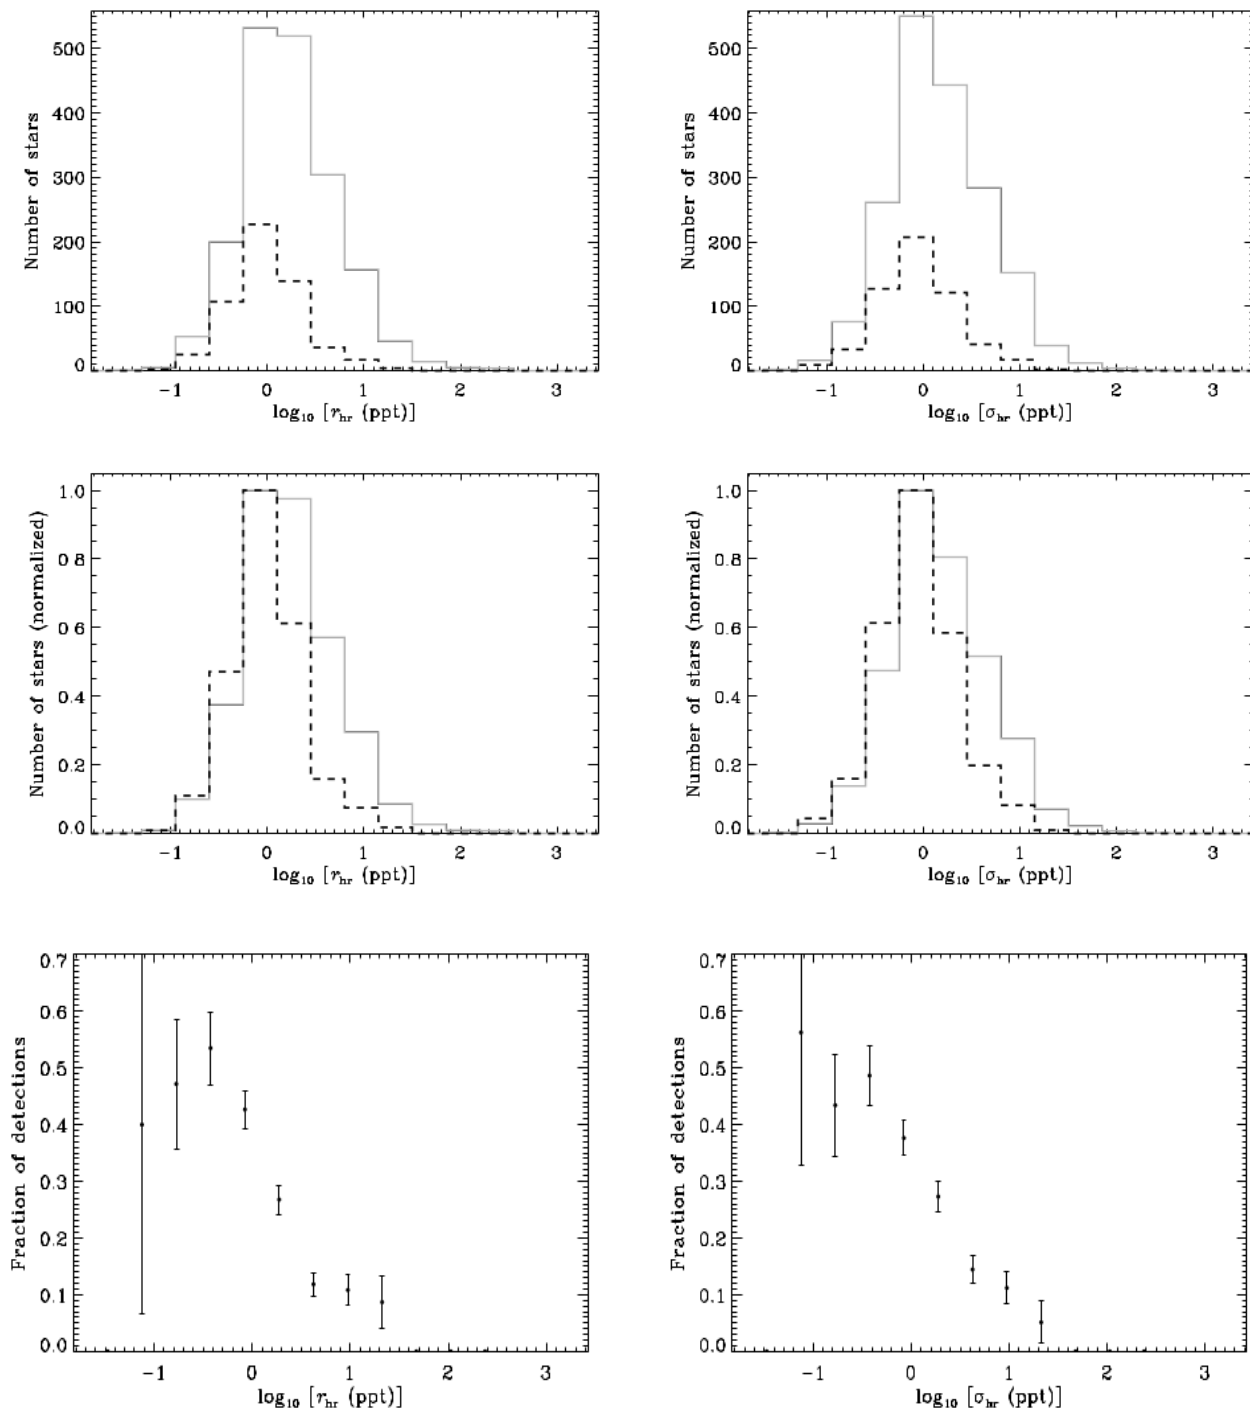 500
400
300
200
100
0
Number of stars
-1 0 1 2 3
log₁₀ [r_hr (ppt)]
500
400
300
200
100
0
Number of stars
-1 0 1 2 3
log₁₀ [σ_hr (ppt)]
1.0
0.8
0.6
0.4
0.2
0.0
Number of stars (normalized)
-1 0 1 2 3
log₁₀ [r_hr (ppt)]
1.0
0.8
0.6
0.4
0.2
0.0
Number of stars (normalized)
-1 0 1 2 3
log₁₀ [σ_hr (ppt)]
0.7
0.6
0.5
0.4
0.3
0.2
0.1
0.0
Fraction of detections
-1 0 1 2 3
log₁₀ [r_hr (ppt)]
0.7
0.6
0.5
0.4
0.3
0.2
0.1
0.0
Fraction of detections
-1 0 1 2 3
log₁₀ [σ_hr (ppt)]